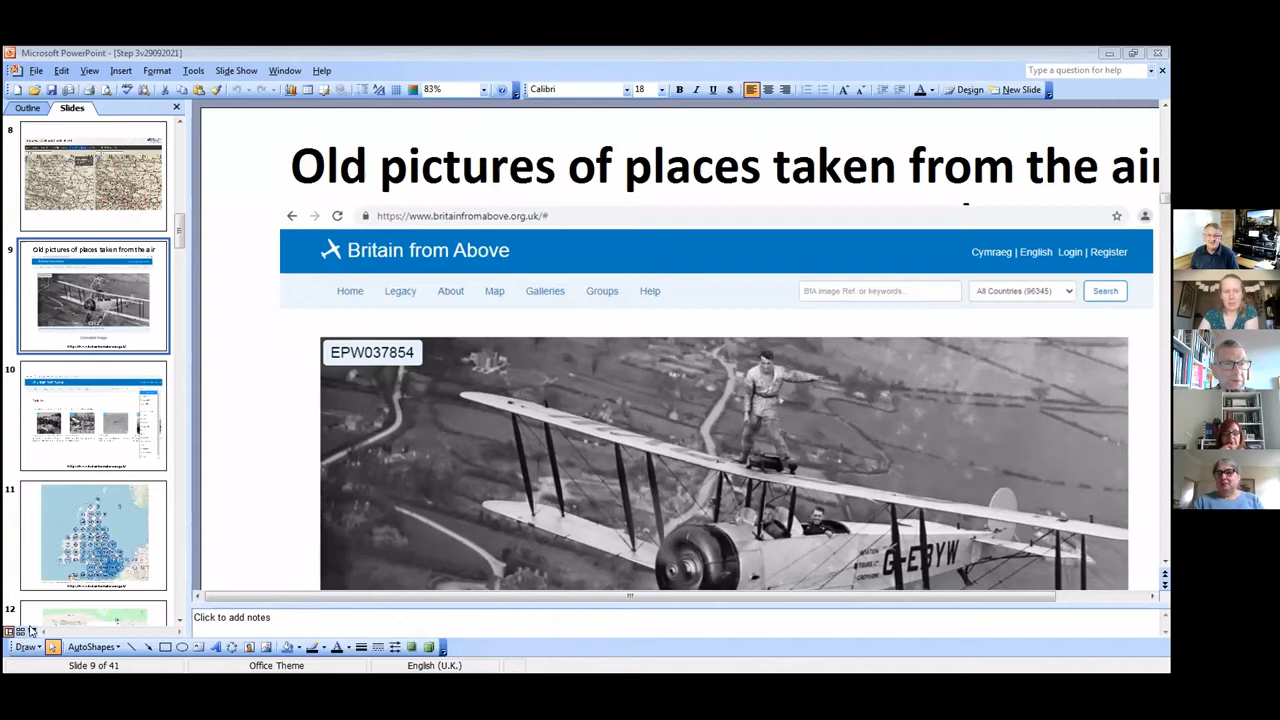 Microsoft PowerPoint - [Step 3v29092021]
File Edit View Insert Format Tools Slide Show Window Help
Type a question for help
83%
Calibri
18
B I U S
Design
New Slide
Outline
Slides
8
9
Old pictures of places taken from the air
10
11
12
Old pictures of places taken from the air
https://www.britainfromabove.org.uk/#
Britain from Above
Cymraeg | English Login | Register
Home Legacy About Map Galleries Groups Help
BfA image Ref. or keywords..
All Countries (96345)
Search
EPW037854
G-EBYW
Click to add notes
Draw
AutoShapes
Slide 9 of 41
Office Theme
English (U.K.)